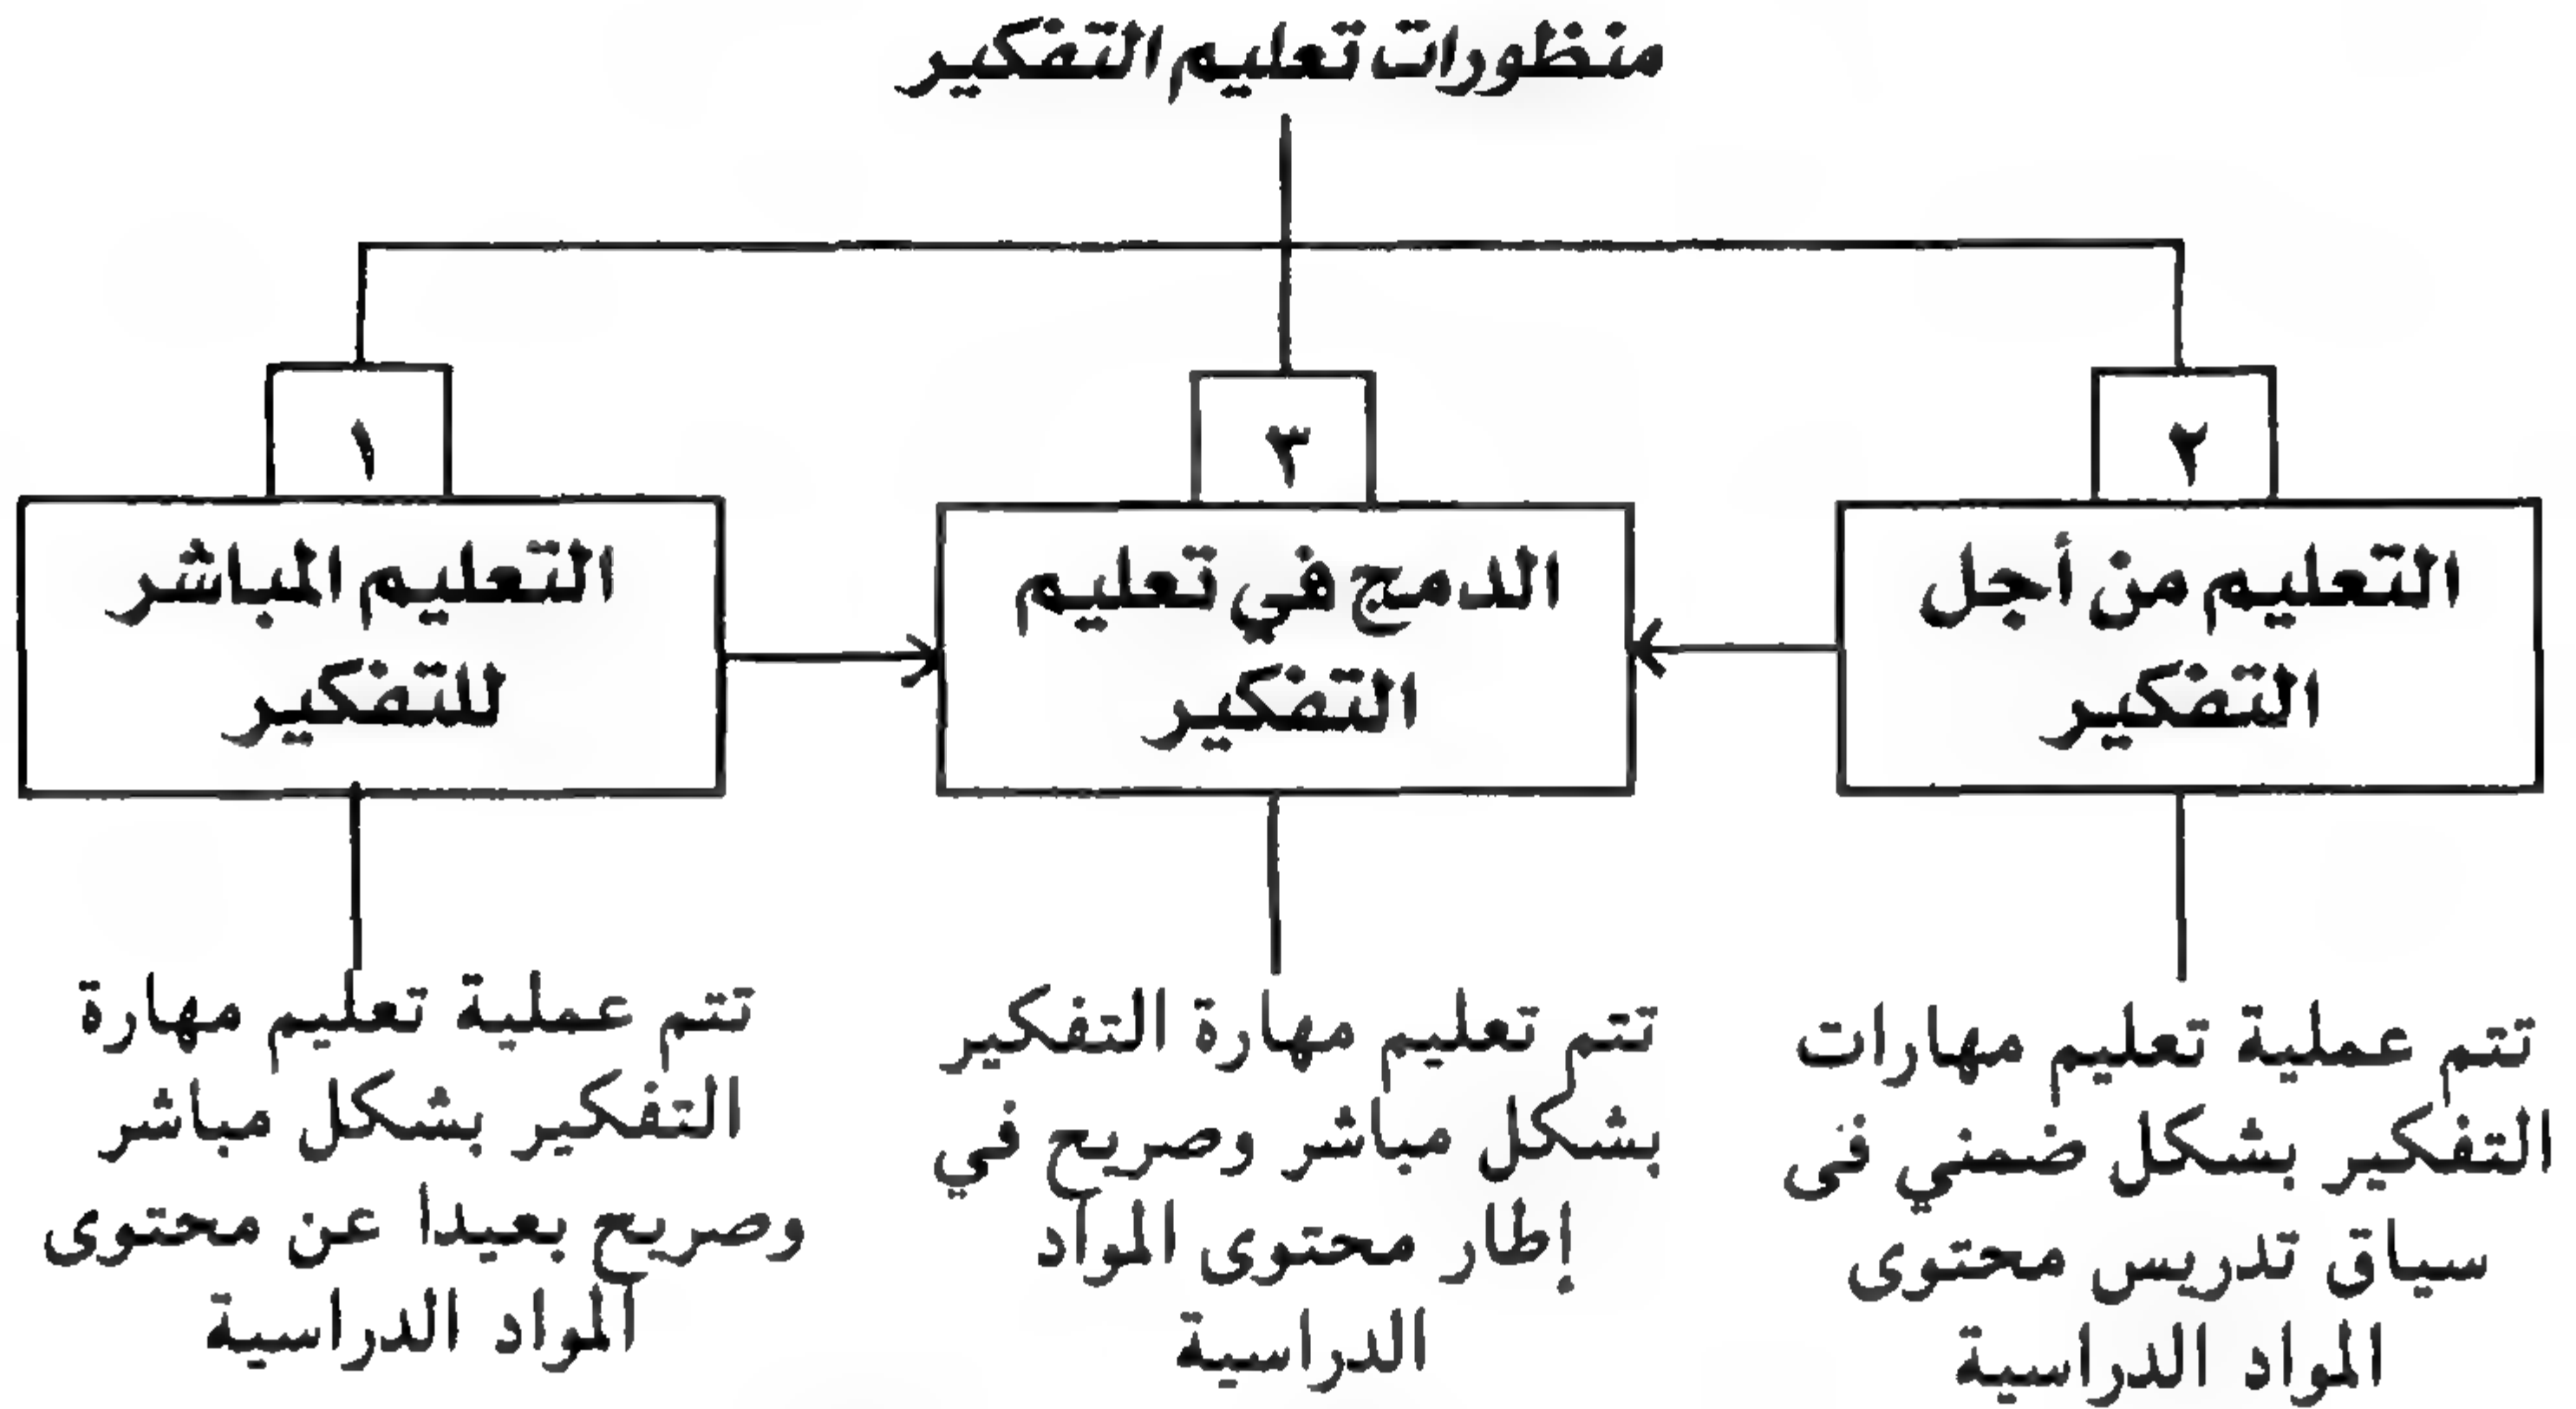 منظورات تعليم التفكير
٢
التعليم من أجل
التفكير
تتم عملية تعليم مهارات
التفكير بشكل ضمني فى
سياق تدريس محتوى
المواد الدراسية
٣
الدمج في تعليم
التفكير
تتم تعليم مهارة التفكير
بشكل مباشر وصريح في
إطار محتوى المواد
الدراسية
١
التعليم المباشر
للتفكير
تتم عملية تعليم مهارة
التفكير بشكل مباشر
وصريح بعيدا عن محتوى
المواد الدراسية